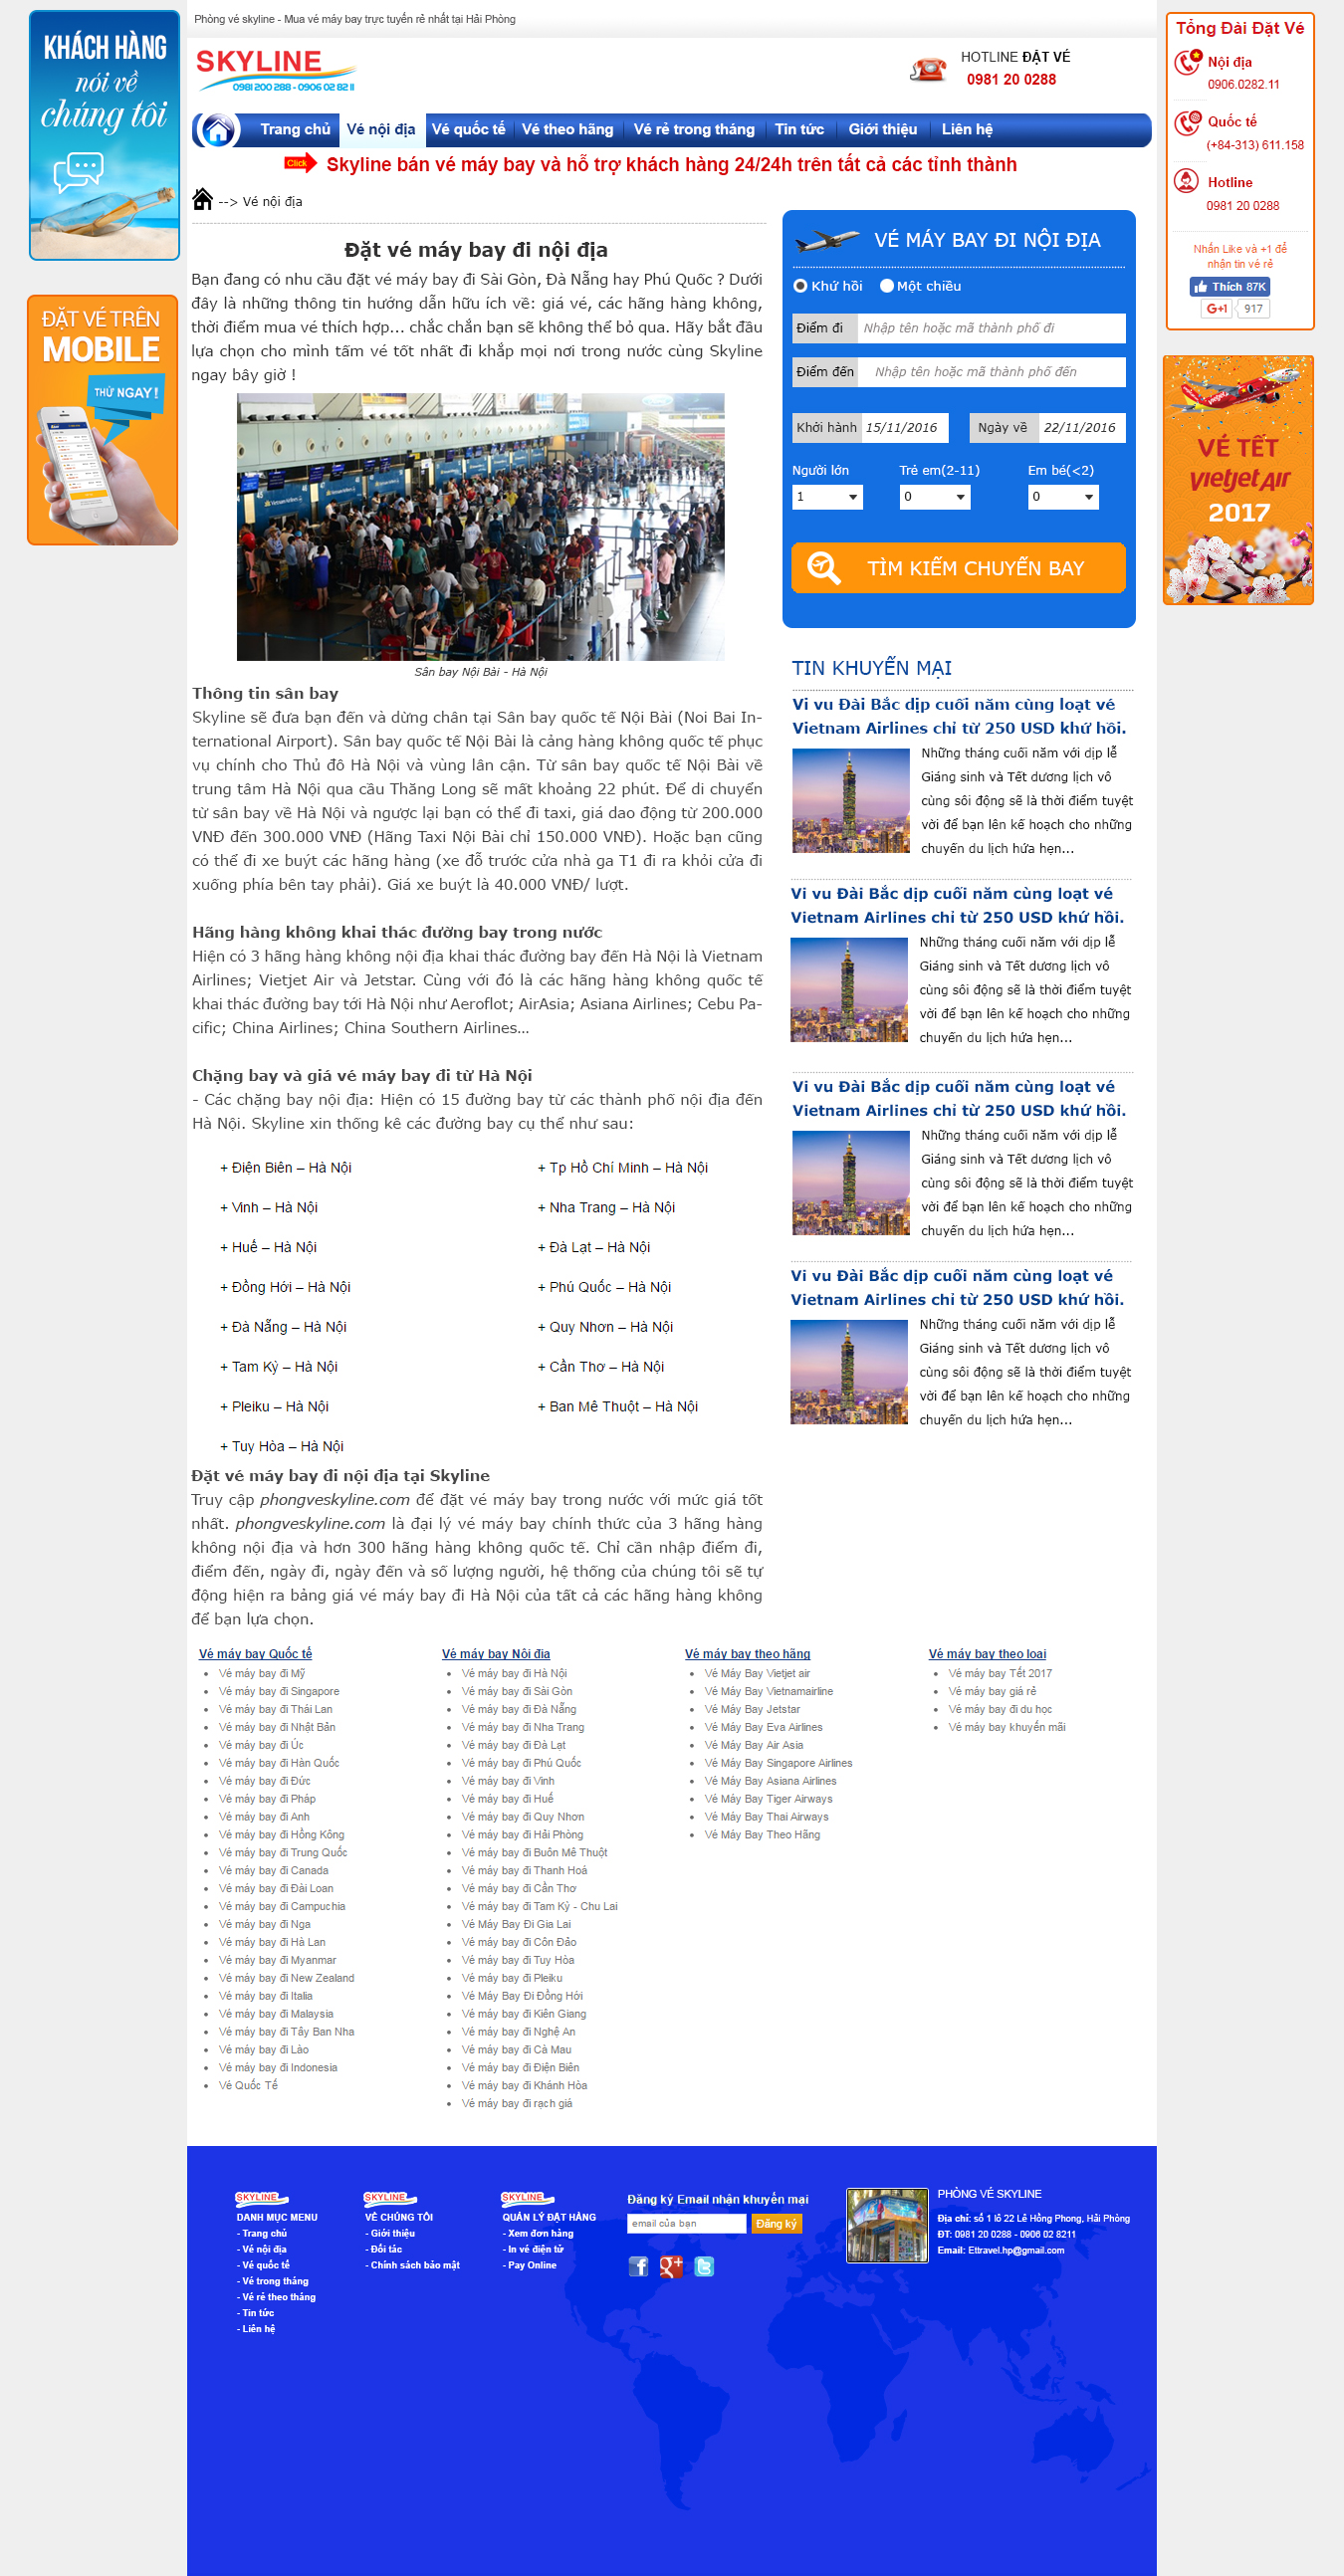 Phòng vé skyline - Mua vé máy bay trực tuyến rẻ nhất tại Hải Phòng
SKYLINE
0981 200 288 - 0906 02 82 11
HOTLINE ĐẶT VÉ
0981 20 0288
Trang chủ
Vé nội địa
Vé quốc tế
Vé theo hãng
Vé rẻ trong tháng
Tin tức
Giới thiệu
Liên hệ
Click
Skyline bán vé máy bay và hỗ trợ khách hàng 24/24h trên tất cả các tỉnh thành
KHÁCH HÀNG
nói về
chúng tôi
ĐẶT VÉ TRÊN
MOBILE
THỬ NGAY !
Tổng Đài Đặt Vé
Nội địa
0906.0282.11
Quốc tế
(+84-313) 611.158
Hotline
0981 20 0288
Nhấn Like và +1 để
nhận tin vé rẻ
Thích 87K
G+1 917
VÉ TẾT
vietjet Air
2017
--> Vé nội địa
Đặt vé máy bay đi nội địa
Bạn đang có nhu cầu đặt vé máy bay đi Sài Gòn, Đà Nẵng hay Phú Quốc ? Dưới
đây là những thông tin hướng dẫn hữu ích về: giá vé, các hãng hàng không,
thời điểm mua vé thích hợp... chắc chắn bạn sẽ không thể bỏ qua. Hãy bắt đầu
lựa chọn cho mình tấm vé tốt nhất đi khắp mọi nơi trong nước cùng Skyline
ngay bây giờ !
Sân bay Nội Bài - Hà Nội
Thông tin sân bay
Skyline sẽ đưa bạn đến và dừng chân tại Sân bay quốc tế Nội Bài (Noi Bai In-
ternational Airport). Sân bay quốc tế Nội Bài là cảng hàng không quốc tế phục
vụ chính cho Thủ đô Hà Nội và vùng lân cận. Từ sân bay quốc tế Nội Bài về
trung tâm Hà Nội qua cầu Thăng Long sẽ mất khoảng 22 phút. Để di chuyển
từ sân bay về Hà Nội và ngược lại bạn có thể đi taxi, giá dao động từ 200.000
VNĐ đến 300.000 VNĐ (Hãng Taxi Nội Bài chỉ 150.000 VNĐ). Hoặc bạn cũng
có thể đi xe buýt các hãng hàng (xe đỗ trước cửa nhà ga T1 đi ra khỏi cửa đi
xuống phía bên tay phải). Giá xe buýt là 40.000 VNĐ/ lượt.
Hãng hàng không khai thác đường bay trong nước
Hiện có 3 hãng hàng không nội địa khai thác đường bay đến Hà Nội là Vietnam
Airlines; Vietjet Air và Jetstar. Cùng với đó là các hãng hàng không quốc tế
khai thác đường bay tới Hà Nội như Aeroflot; AirAsia; Asiana Airlines; Cebu Pa-
cific; China Airlines; China Southern Airlines...
Chặng bay và giá vé máy bay đi từ Hà Nội
- Các chặng bay nội địa: Hiện có 15 đường bay từ các thành phố nội địa đến
Hà Nội. Skyline xin thống kê các đường bay cụ thể như sau:
+ Điện Biên – Hà Nội
+ Tp Hồ Chí Minh – Hà Nội
+ Vinh – Hà Nội
+ Nha Trang – Hà Nội
+ Huế – Hà Nội
+ Đà Lạt – Hà Nội
+ Đồng Hới – Hà Nội
+ Phú Quốc – Hà Nội
+ Đà Nẵng – Hà Nội
+ Quy Nhơn – Hà Nội
+ Tam Kỳ – Hà Nội
+ Cần Thơ – Hà Nội
+ Pleiku – Hà Nội
+ Ban Mê Thuột – Hà Nội
+ Tuy Hòa – Hà Nội
Đặt vé máy bay đi nội địa tại Skyline
Truy cập phongveskyline.com để đặt vé máy bay trong nước với mức giá tốt
nhất. phongveskyline.com là đại lý vé máy bay chính thức của 3 hãng hàng
không nội địa và hơn 300 hãng hàng không quốc tế. Chỉ cần nhập điểm đi,
điểm đến, ngày đi, ngày đến và số lượng người, hệ thống của chúng tôi sẽ tự
động hiện ra bảng giá vé máy bay đi Hà Nội của tất cả các hãng hàng không
để bạn lựa chọn.
VÉ MÁY BAY ĐI NỘI ĐỊA
Khứ hồi
Một chiều
Điểm đi
Nhập tên hoặc mã thành phố đi
Điểm đến
Nhập tên hoặc mã thành phố đến
Khởi hành
15/11/2016
Ngày về
22/11/2016
Người lớn
Trẻ em(2-11)
Em bé(<2)
1
0
0
TÌM KIẾM CHUYẾN BAY
TIN KHUYẾN MẠI
Vi vu Đài Bắc dịp cuối năm cùng loạt vé
Vietnam Airlines chỉ từ 250 USD khứ hồi.
Những tháng cuối năm với dịp lễ
Giáng sinh và Tết dương lịch vô
cùng sôi động sẽ là thời điểm tuyệt
vời để bạn lên kế hoạch cho những
chuyến du lịch hứa hẹn...
Vi vu Đài Bắc dịp cuối năm cùng loạt vé
Vietnam Airlines chỉ từ 250 USD khứ hồi.
Những tháng cuối năm với dịp lễ
Giáng sinh và Tết dương lịch vô
cùng sôi động sẽ là thời điểm tuyệt
vời để bạn lên kế hoạch cho những
chuyến du lịch hứa hẹn...
Vi vu Đài Bắc dịp cuối năm cùng loạt vé
Vietnam Airlines chỉ từ 250 USD khứ hồi.
Những tháng cuối năm với dịp lễ
Giáng sinh và Tết dương lịch vô
cùng sôi động sẽ là thời điểm tuyệt
vời để bạn lên kế hoạch cho những
chuyến du lịch hứa hẹn...
Vi vu Đài Bắc dịp cuối năm cùng loạt vé
Vietnam Airlines chỉ từ 250 USD khứ hồi.
Những tháng cuối năm với dịp lễ
Giáng sinh và Tết dương lịch vô
cùng sôi động sẽ là thời điểm tuyệt
vời để bạn lên kế hoạch cho những
chuyến du lịch hứa hẹn...
Vé máy bay Quốc tế
Vé máy bay đi Mỹ
Vé máy bay đi Singapore
Vé máy bay đi Thái Lan
Vé máy bay đi Nhật Bản
Vé máy bay đi Úc
Vé máy bay đi Hàn Quốc
Vé máy bay đi Đức
Vé máy bay đi Pháp
Vé máy bay đi Anh
Vé máy bay đi Hồng Kông
Vé máy bay đi Trung Quốc
Vé máy bay đi Canada
Vé máy bay đi Đài Loan
Vé máy bay đi Campuchia
Vé máy bay đi Nga
Vé máy bay đi Hà Lan
Vé máy bay đi Myanmar
Vé máy bay đi New Zealand
Vé máy bay đi Italia
Vé máy bay đi Malaysia
Vé máy bay đi Tây Ban Nha
Vé máy bay đi Lào
Vé máy bay đi Indonesia
Vé Quốc Tế
Vé máy bay Nội địa
Vé máy bay đi Hà Nội
Vé máy bay đi Sài Gòn
Vé máy bay đi Đà Nẵng
Vé máy bay đi Nha Trang
Vé máy bay đi Đà Lạt
Vé máy bay đi Phú Quốc
Vé máy bay đi Vinh
Vé máy bay đi Huế
Vé máy bay đi Quy Nhơn
Vé máy bay đi Hải Phòng
Vé máy bay đi Buôn Mê Thuột
Vé máy bay đi Thanh Hoá
Vé máy bay đi Cần Thơ
Vé máy bay đi Tam Kỳ - Chu Lai
Vé Máy Bay Đi Gia Lai
Vé máy bay đi Côn Đảo
Vé máy bay đi Tuy Hòa
Vé máy bay đi Pleiku
Vé Máy Bay Đi Đồng Hới
Vé máy bay đi Kiên Giang
Vé máy bay đi Nghệ An
Vé máy bay đi Cà Mau
Vé máy bay đi Điện Biên
Vé máy bay đi Khánh Hòa
Vé máy bay đi rạch giá
Vé máy bay theo hãng
Vé Máy Bay Vietjet air
Vé Máy Bay Vietnamairline
Vé Máy Bay Jetstar
Vé Máy Bay Eva Airlines
Vé Máy Bay Air Asia
Vé Máy Bay Singapore Airlines
Vé Máy Bay Asiana Airlines
Vé Máy Bay Tiger Airways
Vé Máy Bay Thai Airways
Vé Máy Bay Theo Hãng
Vé máy bay theo loại
Vé máy bay Tết 2017
Vé máy bay giá rẻ
Vé máy bay đi du học
Vé máy bay khuyến mãi
SKYLINE
DANH MỤC MENU
- Trang chủ
- Vé nội địa
- Vé quốc tế
- Vé trong tháng
- Vé rẻ theo tháng
- Tin tức
- Liên hệ
SKYLINE
VỀ CHÚNG TÔI
- Giới thiệu
- Đối tác
- Chính sách bảo mật
SKYLINE
QUẢN LÝ ĐẶT HÀNG
- Xem đơn hàng
- In vé điện tử
- Pay Online
Đăng ký Email nhận khuyến mại
email của bạn
Đăng ký
PHÒNG VÉ SKYLINE
Địa chỉ: số 1 lô 22 Lê Hồng Phong, Hải Phòng
ĐT: 0981 20 0288 - 0906 02 8211
Email: Ettravel.hp@gmail.com